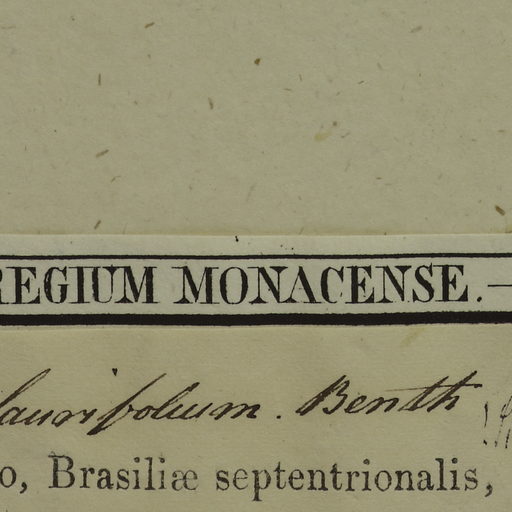 REGIUM MONACENSE.—
laurifolium. Benth
o, Brasiliæ septentrionalis,